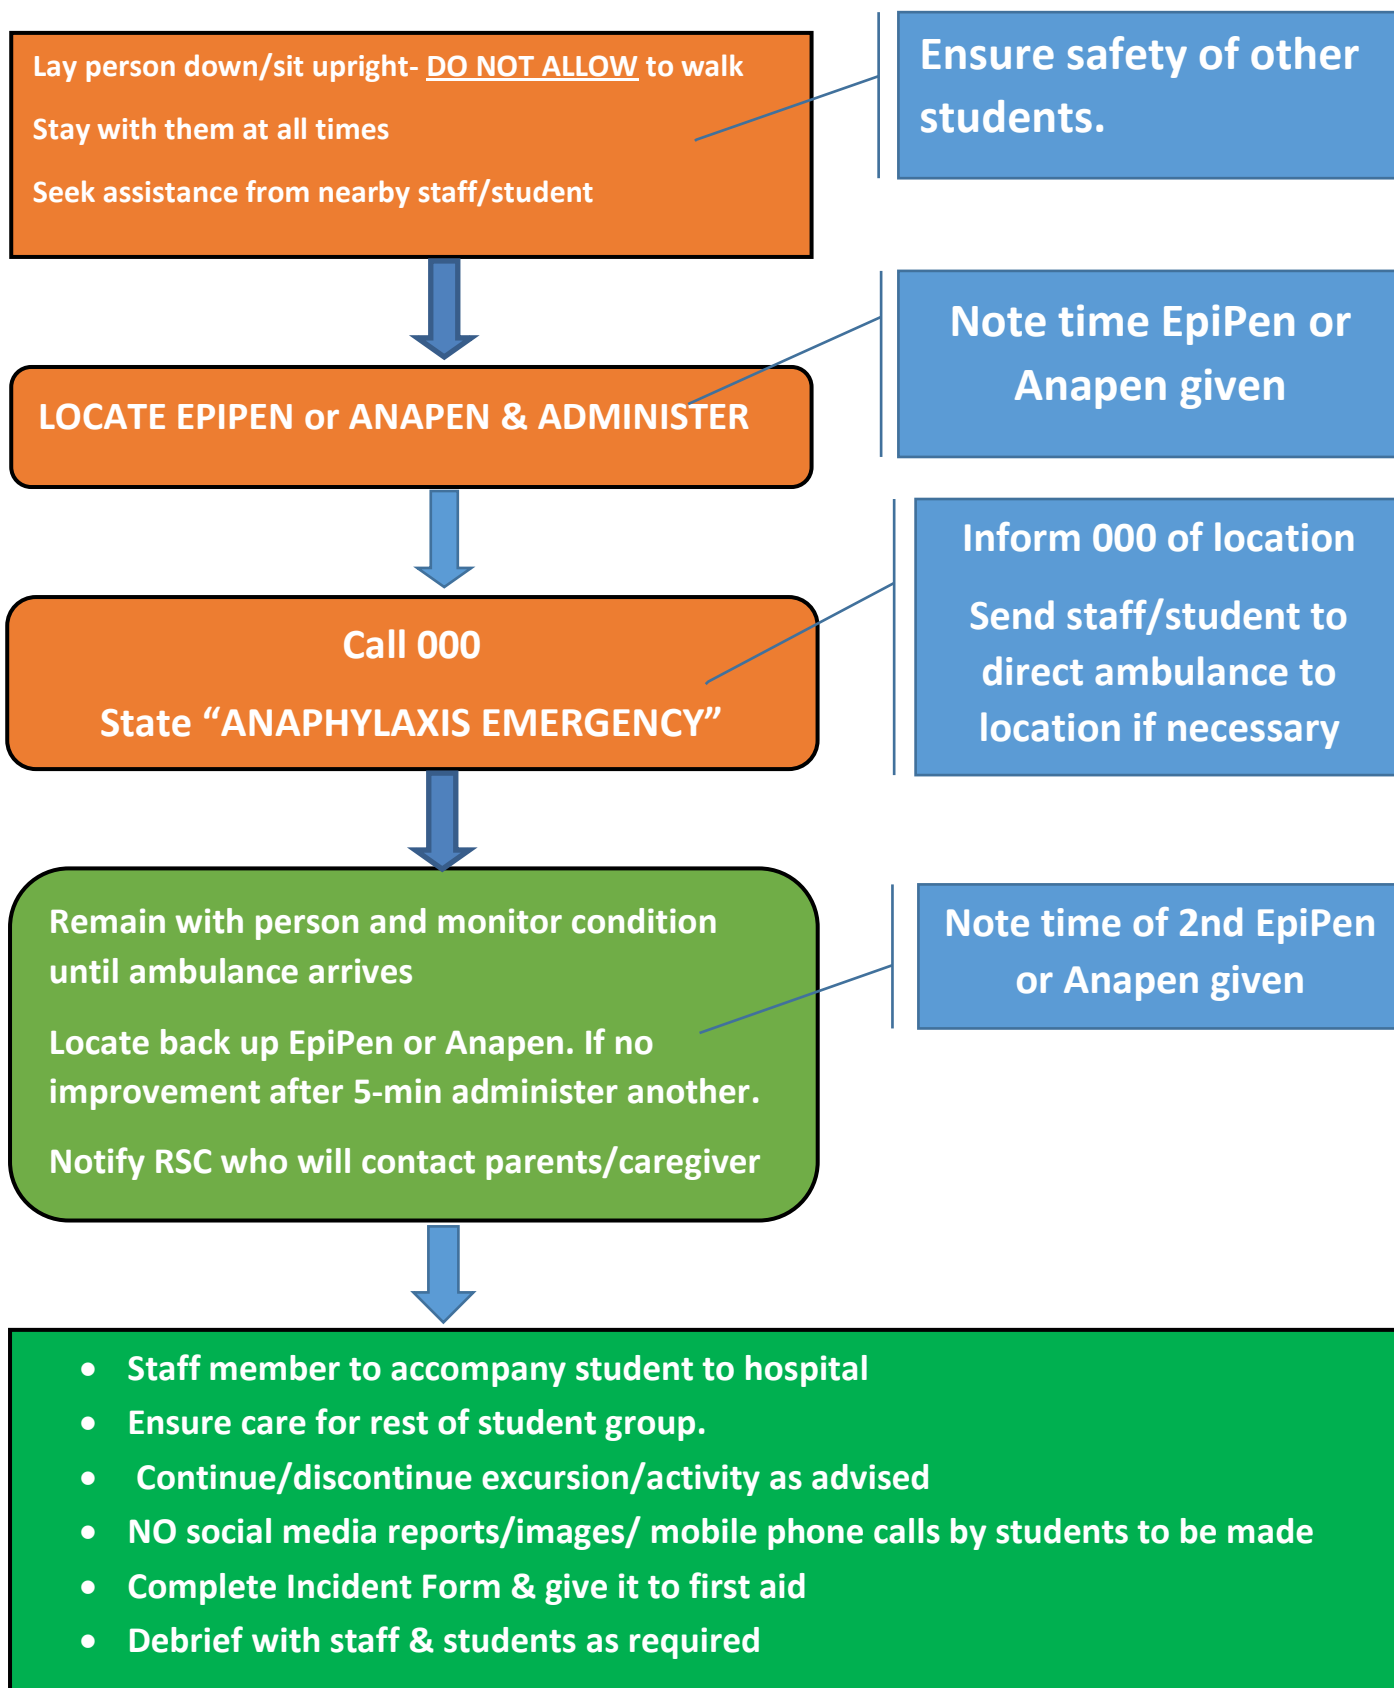 Lay person down/sit upright- DO NOT ALLOW to walk
Stay with them at all times
Seek assistance from nearby staff/student
Ensure safety of other
students.
LOCATE EPIPEN or ANAPEN & ADMINISTER
Note time EpiPen or
Anapen given
Call 000
State “ANAPHYLAXIS EMERGENCY”
Inform 000 of location
Send staff/student to
direct ambulance to
location if necessary
Remain with person and monitor condition
until ambulance arrives
Locate back up EpiPen or Anapen. If no
improvement after 5-min administer another.
Notify RSC who will contact parents/caregiver
Note time of 2nd EpiPen
or Anapen given
• Staff member to accompany student to hospital
• Ensure care for rest of student group.
• Continue/discontinue excursion/activity as advised
• NO social media reports/images/ mobile phone calls by students to be made
• Complete Incident Form & give it to first aid
• Debrief with staff & students as required